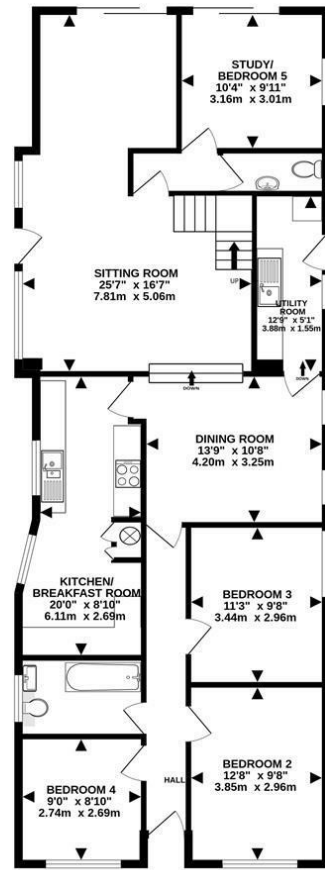 STUDY/
BEDROOM 5
10'4" x 9'11"
3.16m x 3.01m
SITTING ROOM
25'7" x 16'7"
7.81m x 5.06m
UP
UTILITY
ROOM
12'9" x 5'1"
3.88m x 1.55m
DOWN
DOWN
DINING ROOM
13'9" x 10'8"
4.20m x 3.25m
KITCHEN/
BREAKFAST ROOM
20'0" x 8'10"
6.11m x 2.69m
BEDROOM 3
11'3" x 9'8"
3.44m x 2.96m
BEDROOM 2
12'8" x 9'8"
3.85m x 2.96m
HALL
BEDROOM 4
9'0" x 8'10"
2.74m x 2.69m